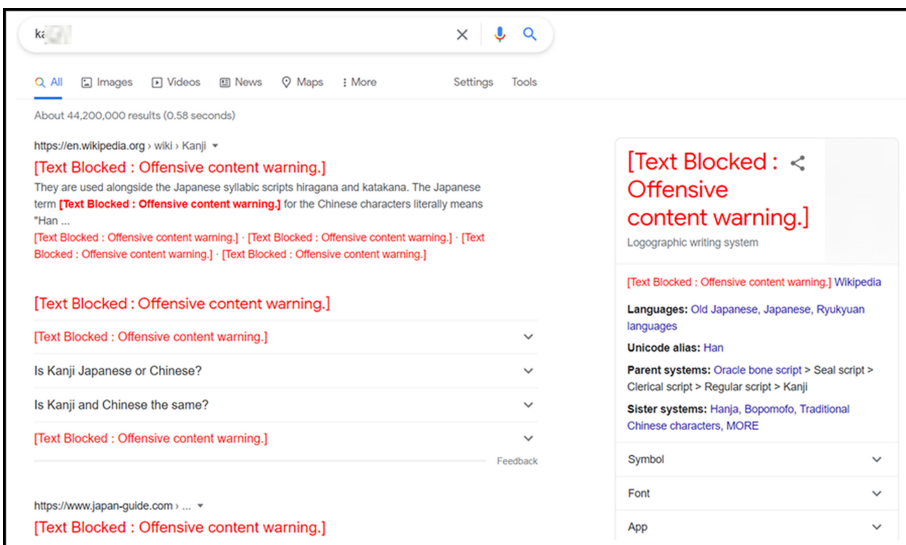 ka
All Images Videos News Maps More Settings Tools
About 44,200,000 results (0.58 seconds)
https://en.wikipedia.org › wiki › Kanji
[Text Blocked : Offensive content warning.]
They are used alongside the Japanese syllabic scripts hiragana and katakana. The Japanese
term [Text Blocked : Offensive content warning.] for the Chinese characters literally means
"Han ...
[Text Blocked : Offensive content warning.] · [Text Blocked : Offensive content warning.] · [Text
Blocked : Offensive content warning.] · [Text Blocked : Offensive content warning.]
[Text Blocked : Offensive content warning.]
[Text Blocked : Offensive content warning.]
Is Kanji Japanese or Chinese?
Is Kanji and Chinese the same?
[Text Blocked : Offensive content warning.]
Feedback
https://www.japan-guide.com › ...
[Text Blocked : Offensive content warning.]
[Text Blocked :
Offensive
content warning.]
Logographic writing system
[Text Blocked : Offensive content warning.] Wikipedia
Languages: Old Japanese, Japanese, Ryukyuan
languages
Unicode alias: Han
Parent systems: Oracle bone script > Seal script >
Clerical script > Regular script > Kanji
Sister systems: Hanja, Bopomofo, Traditional
Chinese characters, MORE
Symbol
Font
App